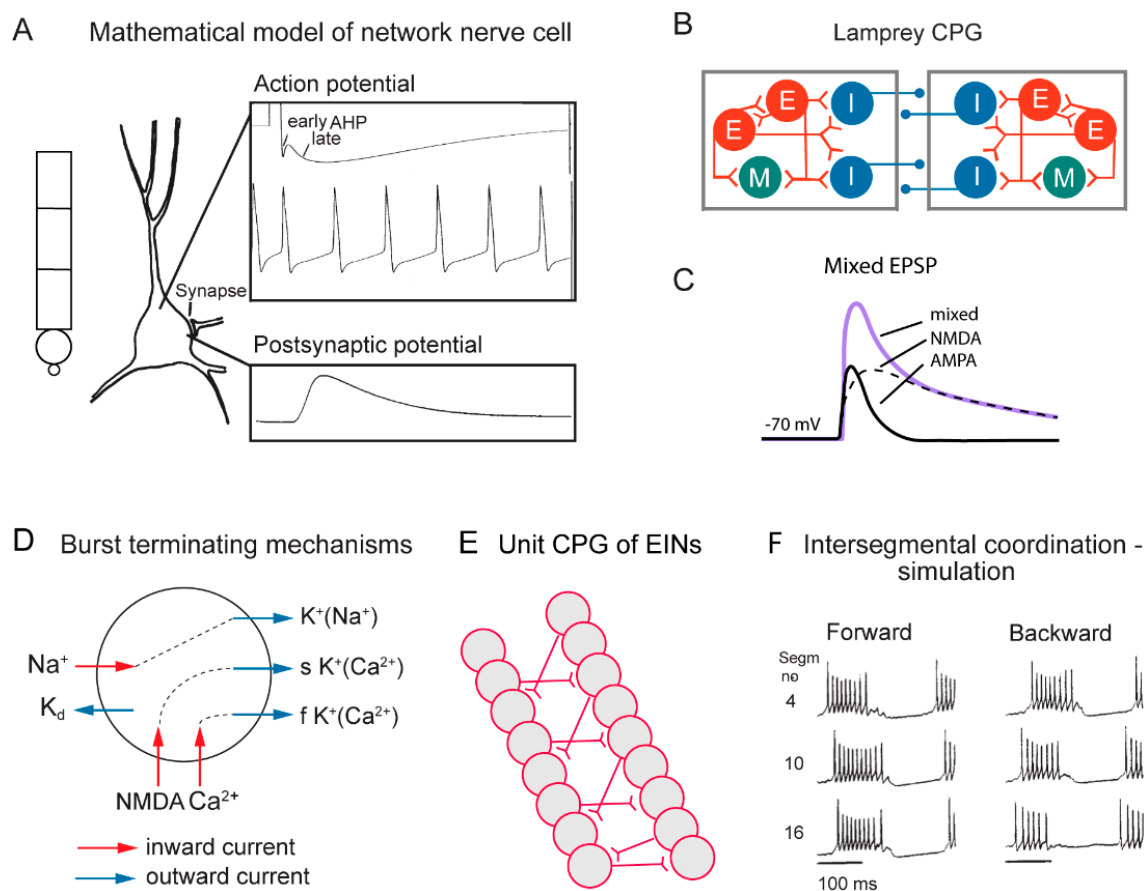 A
Mathematical model of network nerve cell
Action potential
early AHP
late
Synapse
Postsynaptic potential
B
Lamprey CPG
E
I
I
E
E
E
M
I
I
M
C
Mixed EPSP
mixed
NMDA
AMPA
-70 mV
D
Burst terminating mechanisms
Na⁺
K⁺(Na⁺)
s K⁺(Ca²⁺)
K_d
f K⁺(Ca²⁺)
NMDA Ca²⁺
inward current
outward current
E
Unit CPG of EINs
F
Intersegmental coordination -
simulation
Forward
Backward
Segm
no
4
10
16
100 ms